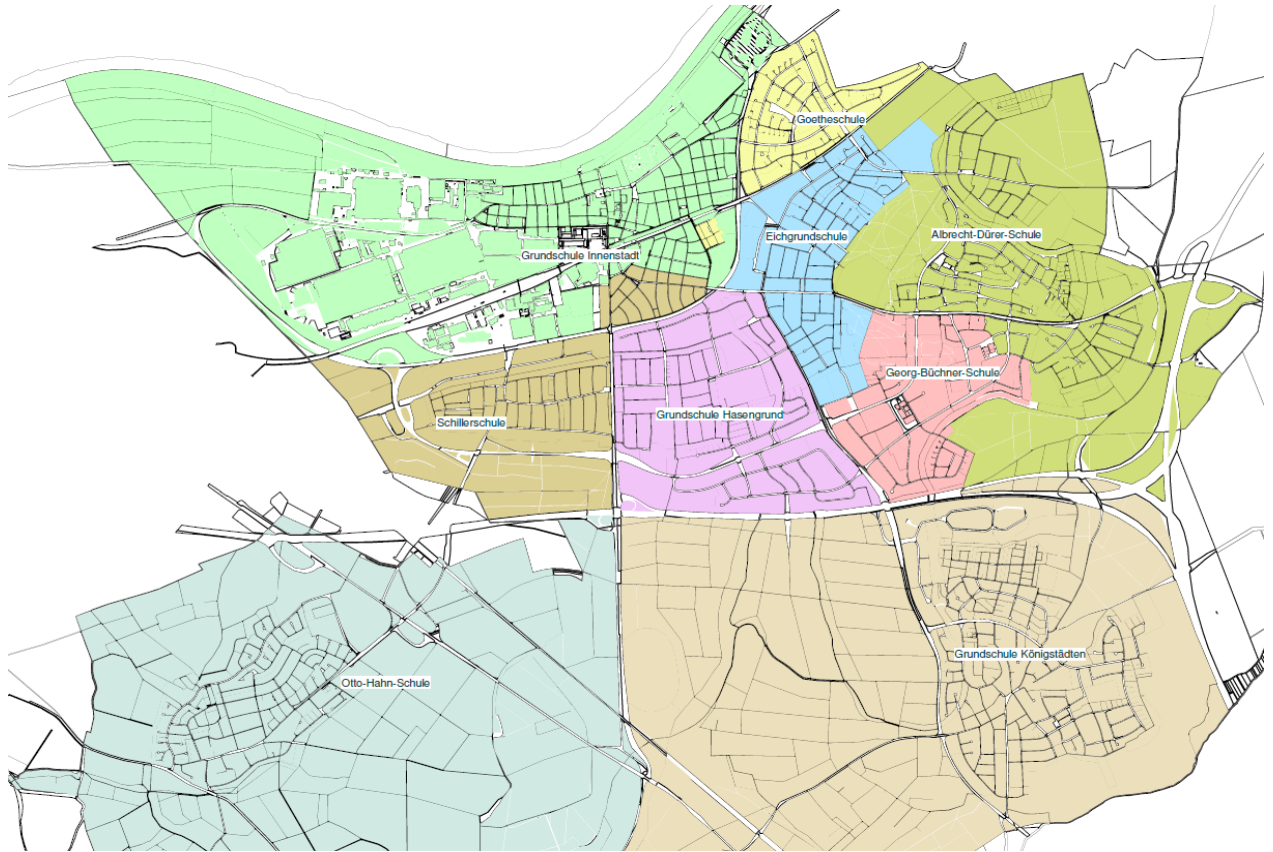 Goetheschule
Eichgrundschule
Albrecht-Dürer-Schule
Grundschule Innenstadt
Georg-Büchner-Schule
Grundschule Hasengrund
Schillerschule
Grundschule Königstädten
Otto-Hahn-Schule